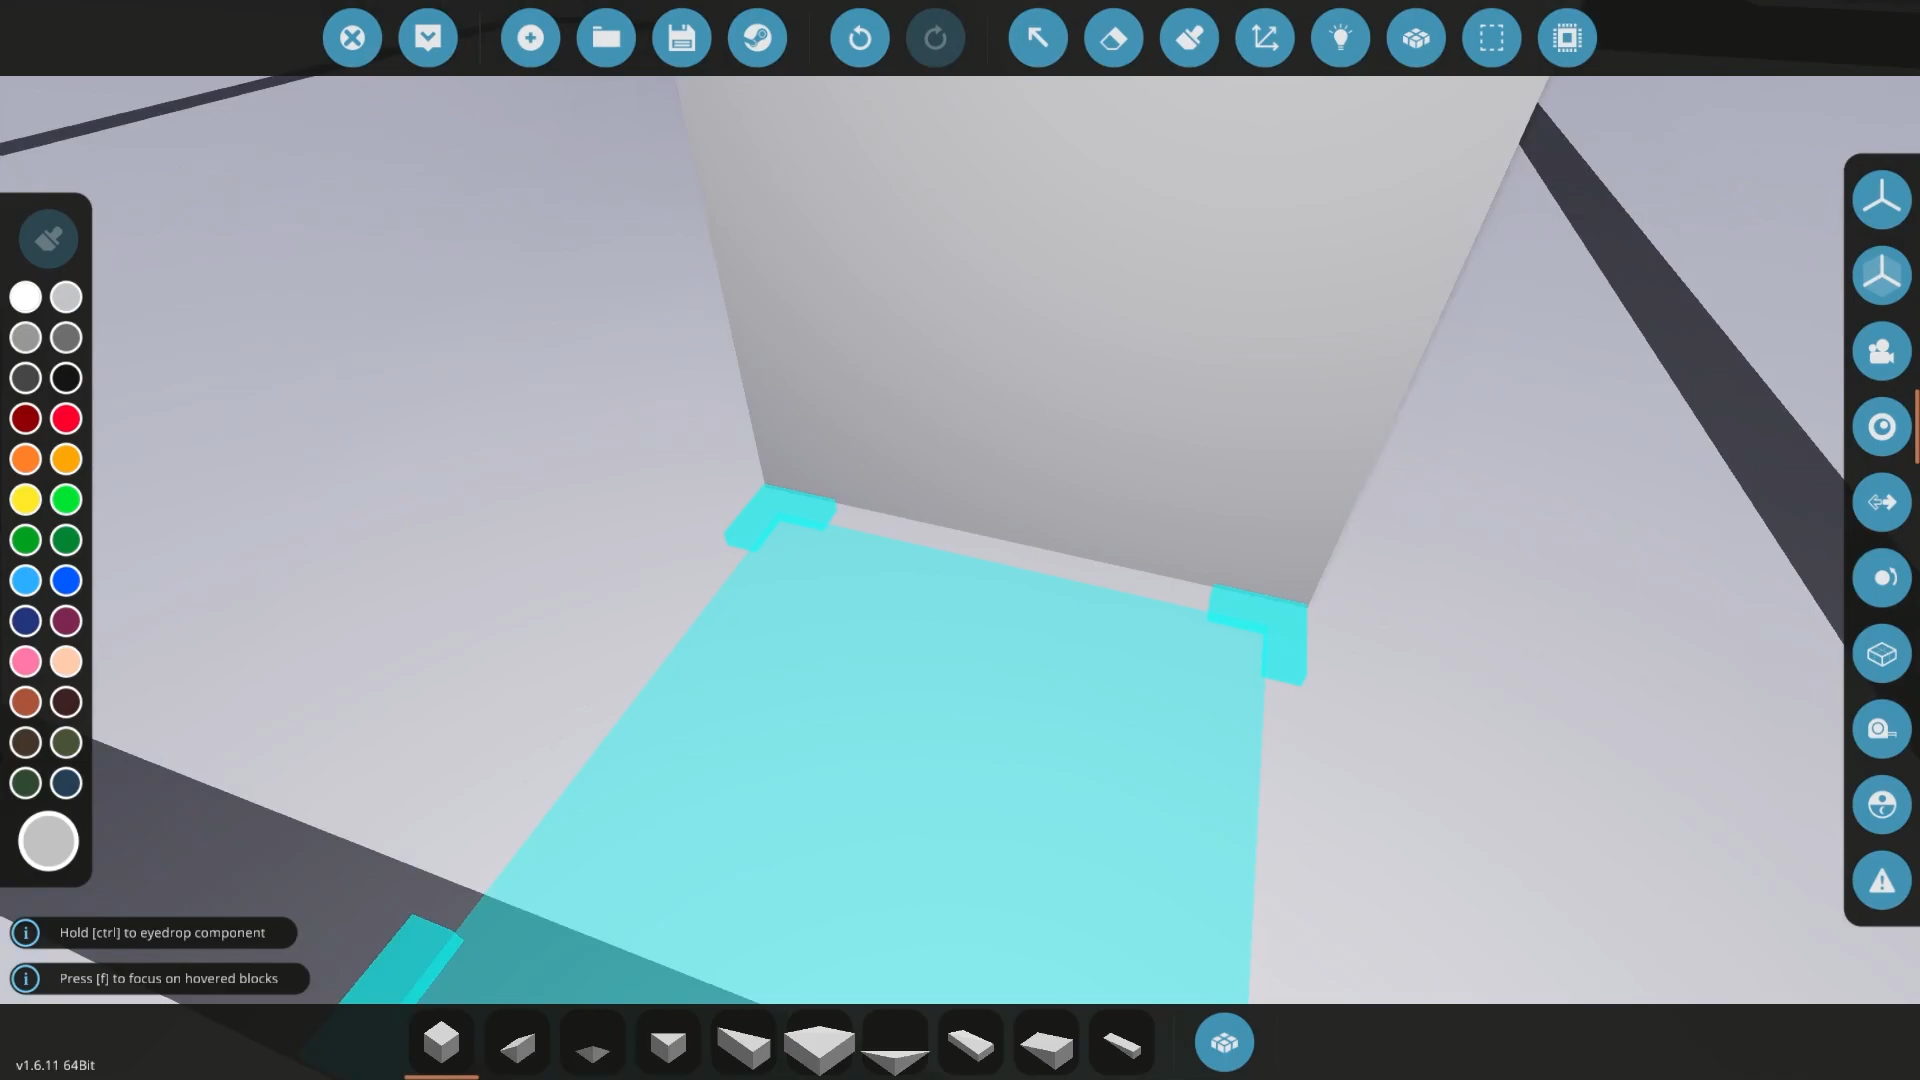 Hold [ctrl] to eyedrop component
Press [f] to focus on hovered blocks
v1.6.11 64Bit